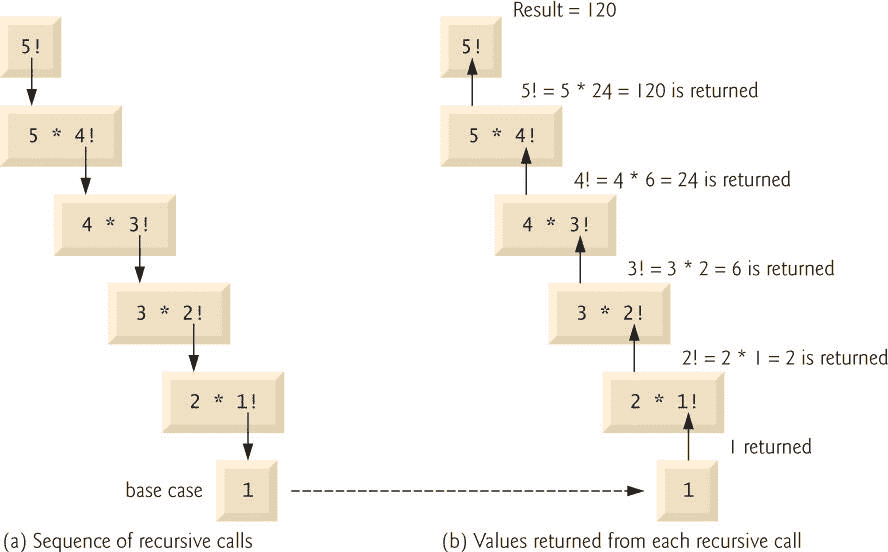 5!
5 * 4!
4 * 3!
3 * 2!
2 * 1!
base case 1
(a) Sequence of recursive calls
Result = 120
5!
5! = 5 * 24 = 120 is returned
5 * 4!
4! = 4 * 6 = 24 is returned
4 * 3!
3! = 3 * 2 = 6 is returned
3 * 2!
2! = 2 * 1 = 2 is returned
2 * 1!
1 returned
1
(b) Values returned from each recursive call